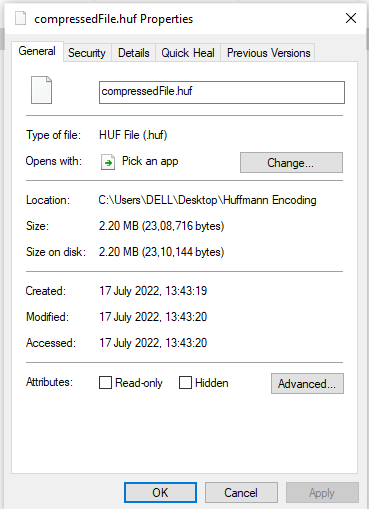 compressedFile.huf Properties
General Security Details Quick Heal Previous Versions
compressedFile.huf
Type of file: HUF File (.huf)
Opens with: Pick an app Change...
Location: C:\Users\DELL\Desktop\Huffmann Encoding
Size: 2.20 MB (23,08,716 bytes)
Size on disk: 2.20 MB (23,10,144 bytes)
Created: 17 July 2022, 13:43:19
Modified: 17 July 2022, 13:43:20
Accessed: 17 July 2022, 13:43:20
Attributes: Read-only Hidden Advanced...
OK Cancel Apply